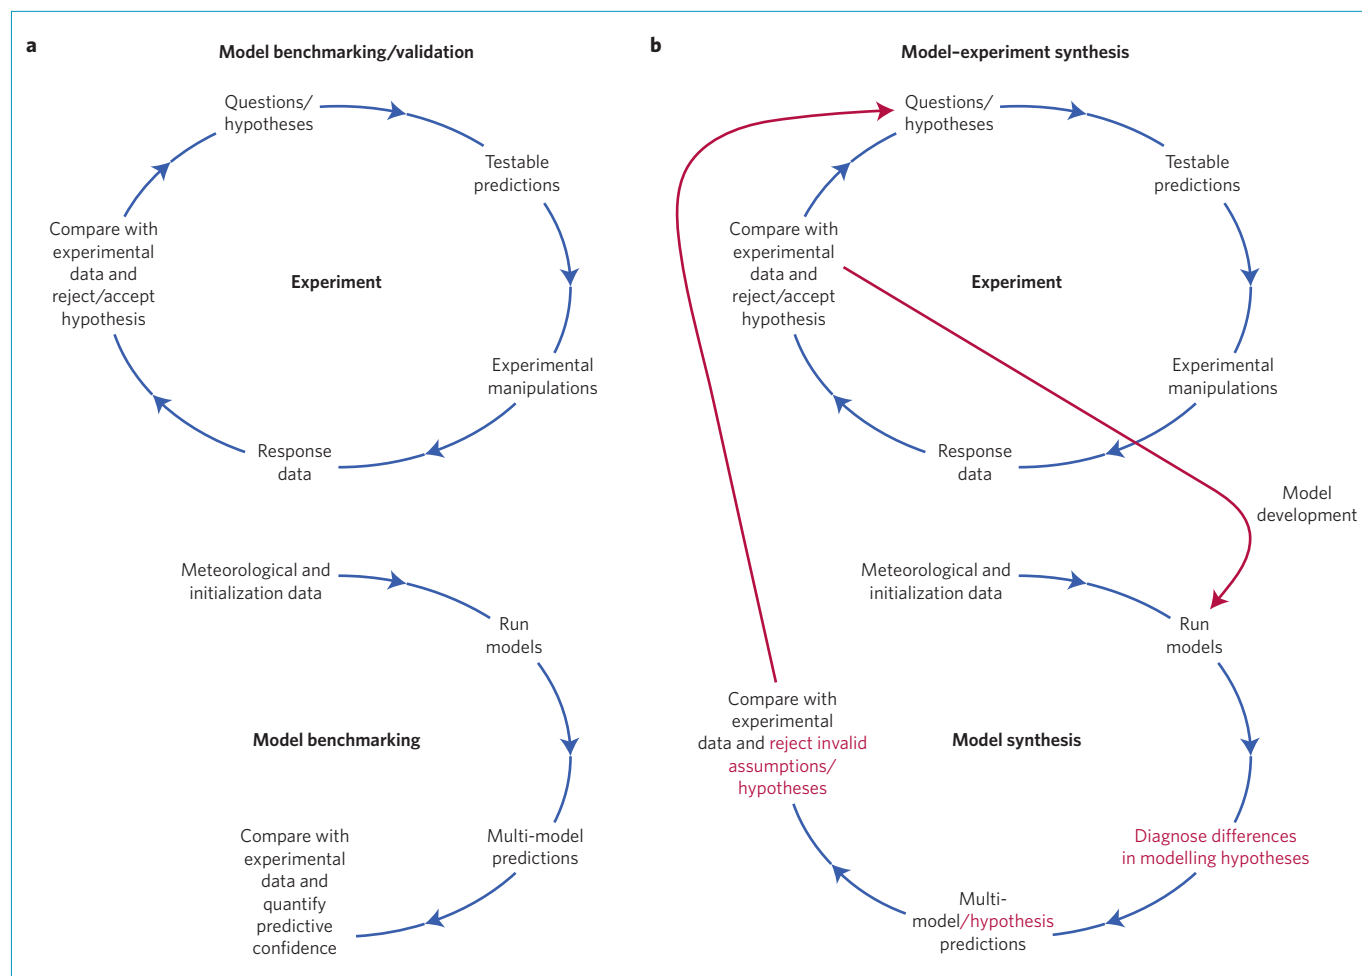 a
Model benchmarking/validation
Questions/
hypotheses
Testable
predictions
Compare with
experimental
data and
reject/accept
hypothesis
Experiment
Experimental
manipulations
Response
data
Meteorological and
initialization data
Run
models
Model benchmarking
Multi-model
predictions
Compare with
experimental
data and
quantify
predictive
confidence
b
Model–experiment synthesis
Questions/
hypotheses
Testable
predictions
Compare with
experimental
data and
reject/accept
hypothesis
Experiment
Experimental
manipulations
Response
data
Model
development
Meteorological and
initialization data
Run
models
Compare with
experimental
data and reject invalid
assumptions/
hypotheses
Model synthesis
Diagnose differences
in modelling hypotheses
Multi-
model/hypothesis
predictions